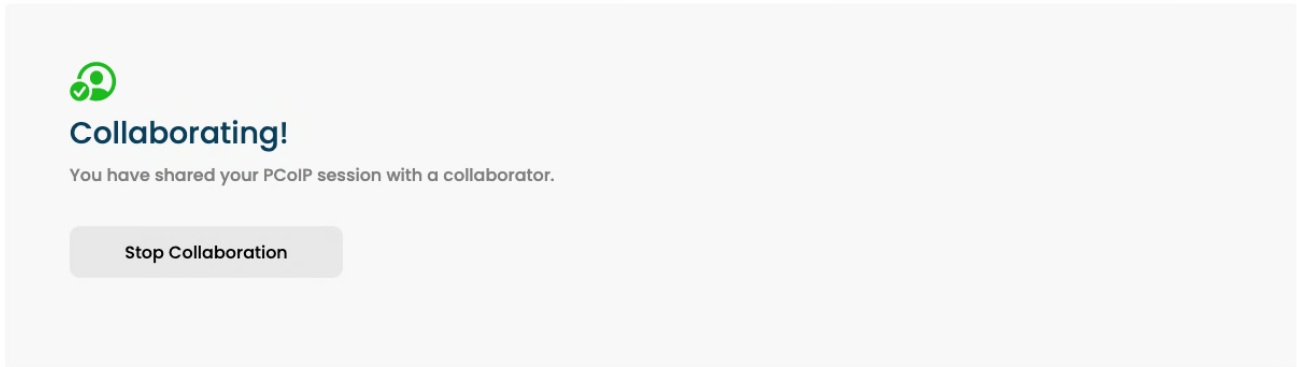 Collaborating!
You have shared your PCoIP session with a collaborator.
Stop Collaboration